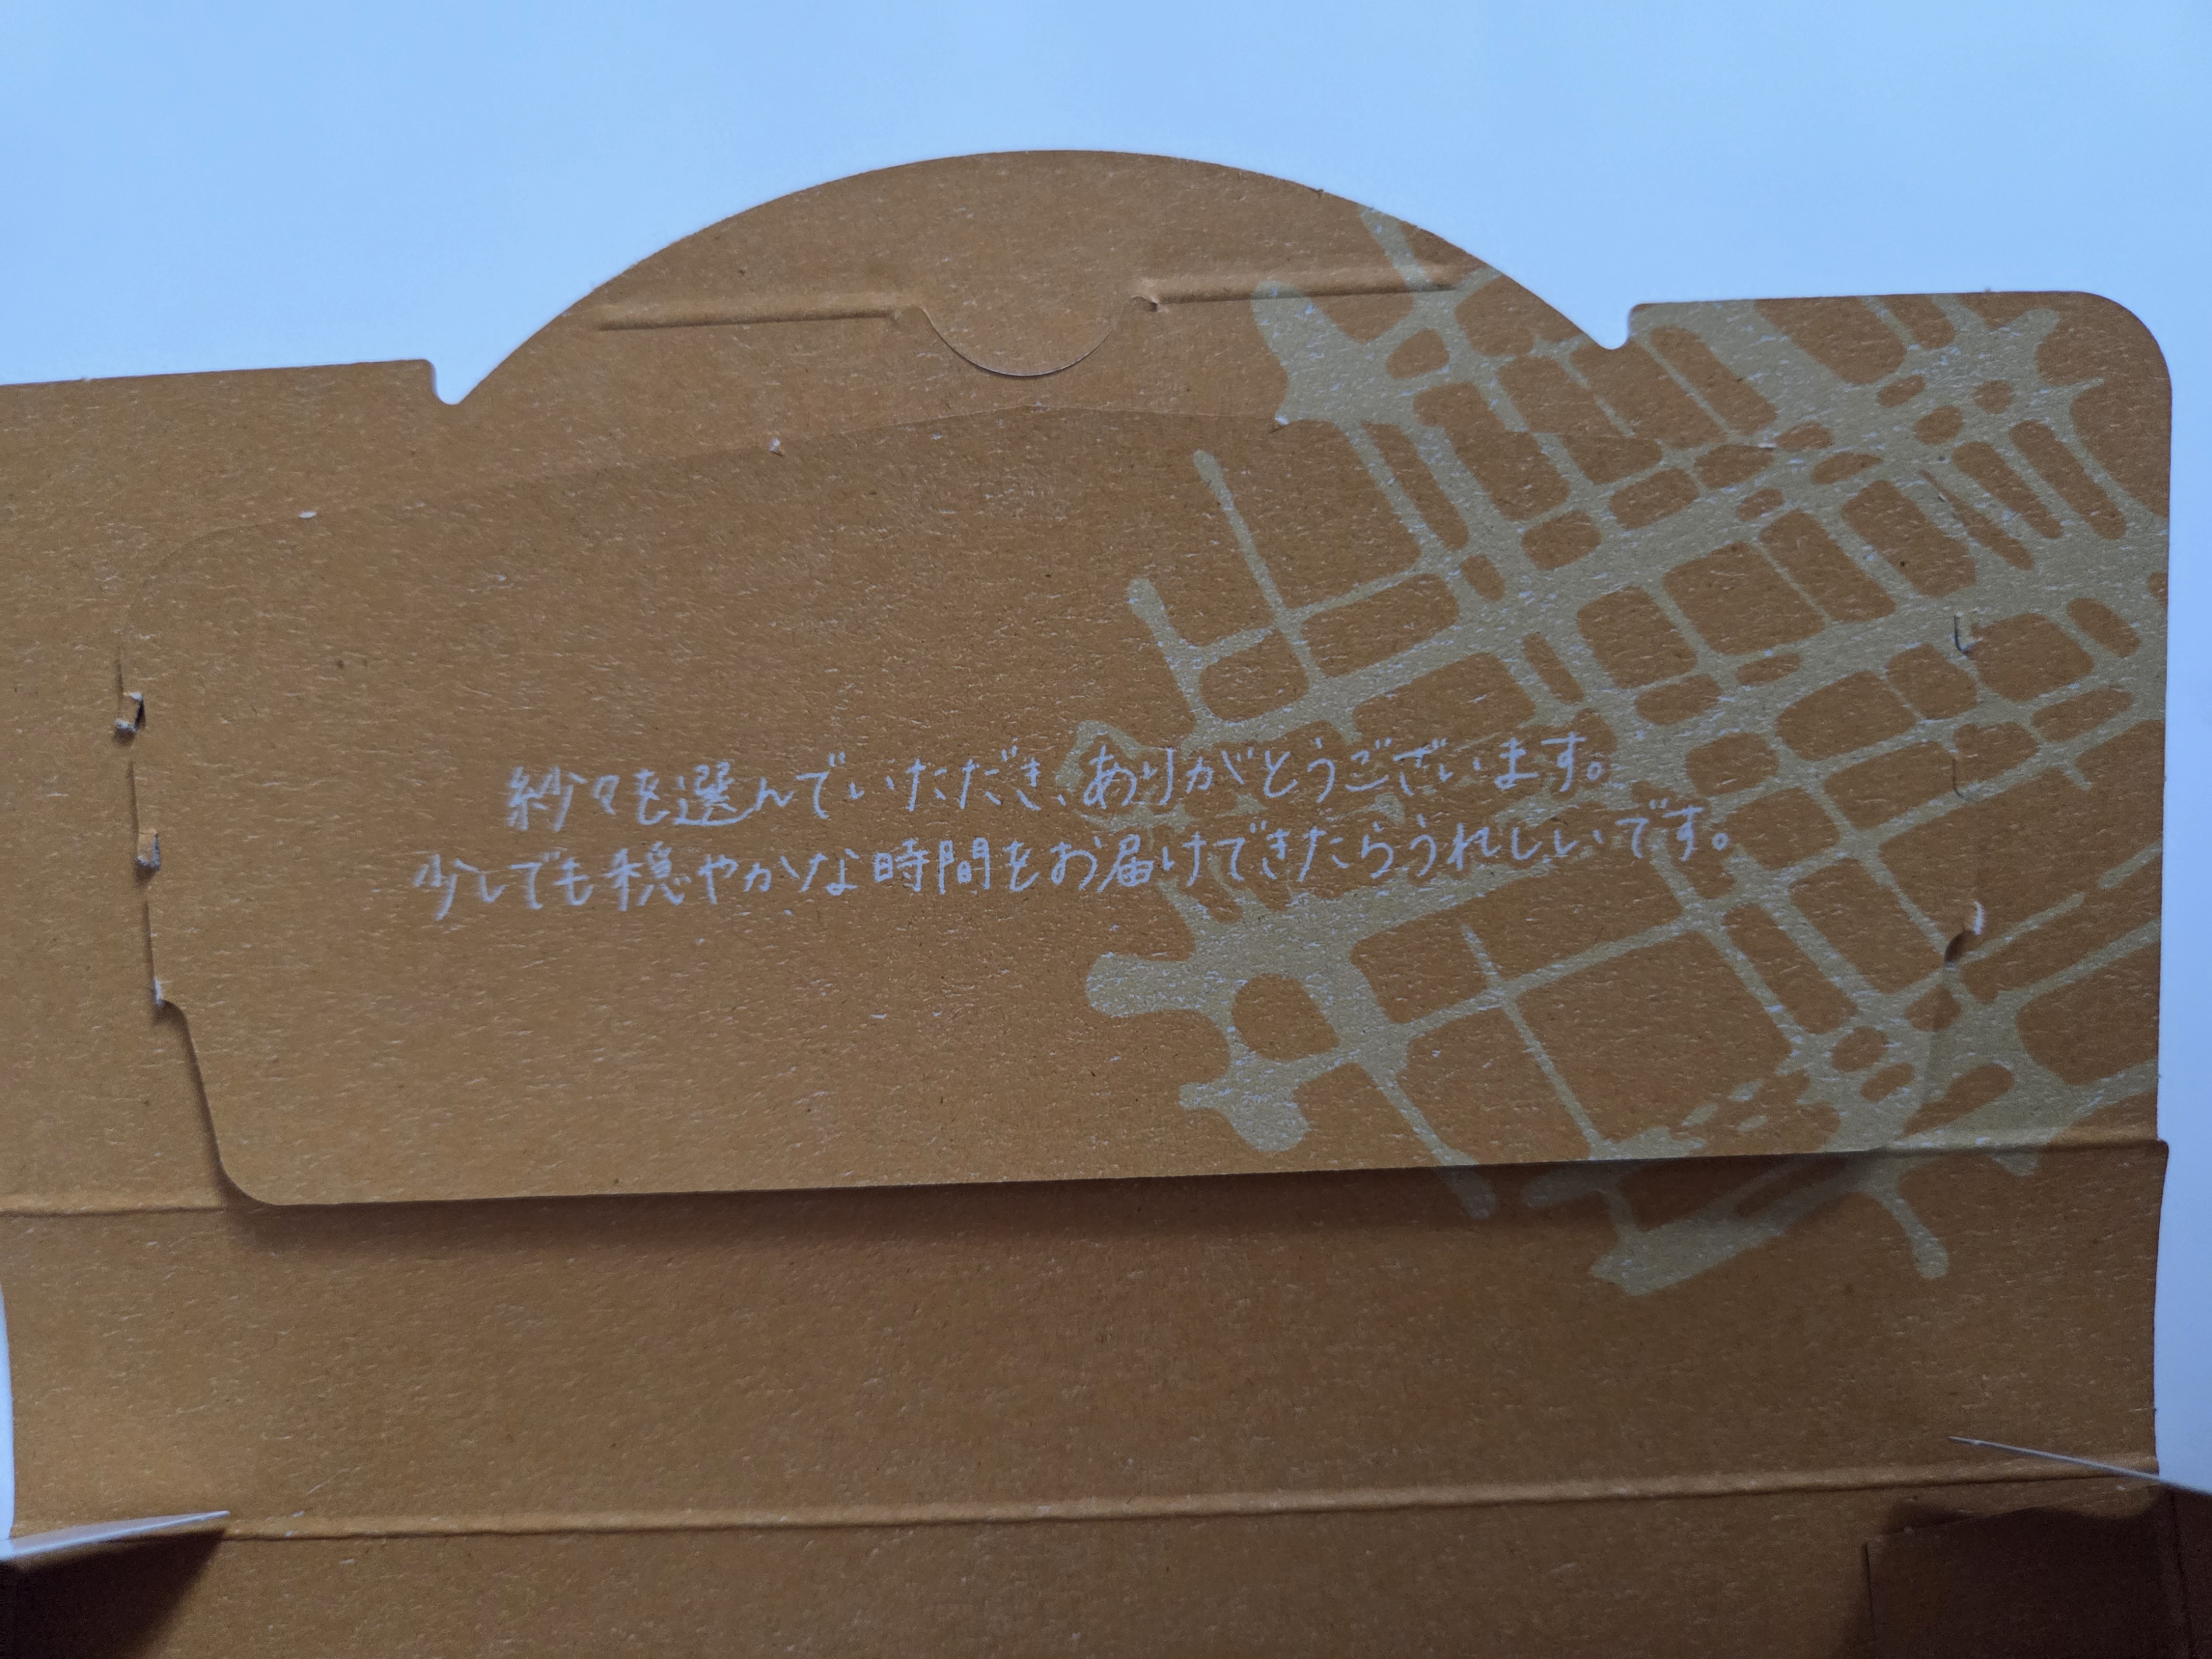 紗々を選んでいただき、ありがとうございます。
少しでも穏やかな時間をお届けできたらうれしいです。